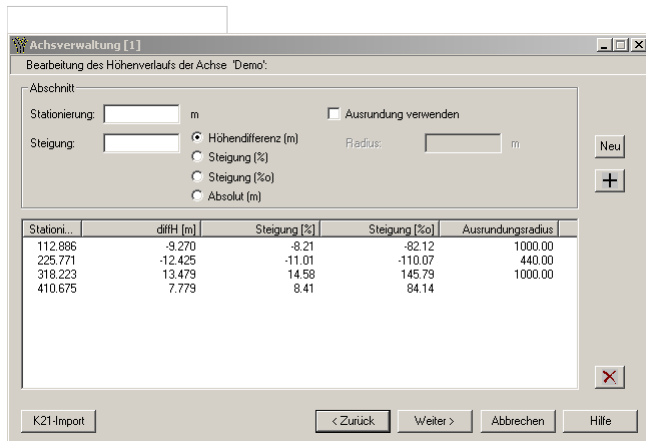 Achsverwaltung [1]
Bearbeitung des Höhenverlaufs der Achse 'Demo':
Abschnitt
Stationierung: m Ausrundung verwenden
Steigung: Höhendifferenz (m) Radius: m
Steigung (%)
Steigung (%o)
Absolut (m)
Neu
Stationi... diffH [m] Steigung [%] Steigung [%o] Ausrundungsradius
112.886 -9.270 -8.21 -82.12 1000.00
225.771 -12.425 -11.01 -110.07 440.00
318.223 13.479 14.58 145.79 1000.00
410.675 7.779 8.41 84.14
K21-Import < Zurück Weiter > Abbrechen Hilfe